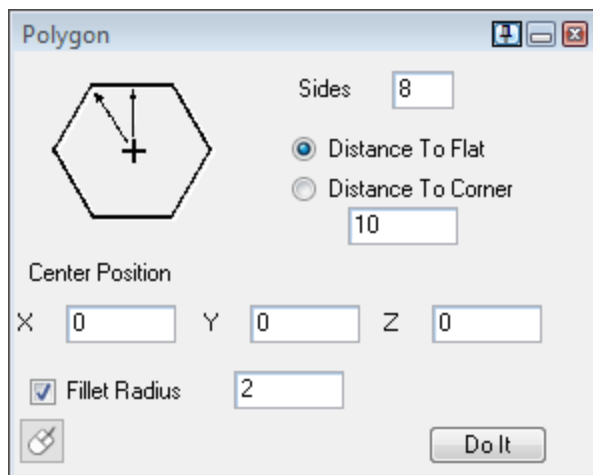 Polygon
Sides 8
Distance To Flat
Distance To Corner
10
Center Position
X 0 Y 0 Z 0
Fillet Radius 2
Do It